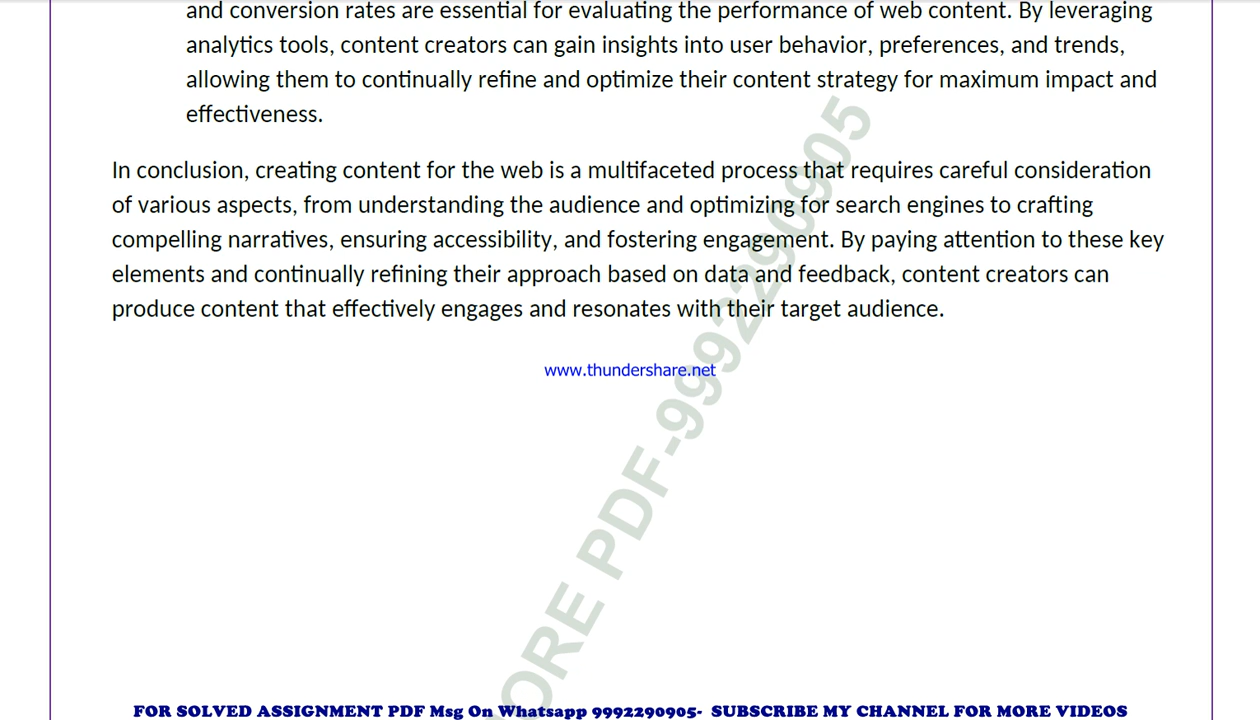 and conversion rates are essential for evaluating the performance of web content. By leveraging
analytics tools, content creators can gain insights into user behavior, preferences, and trends,
allowing them to continually refine and optimize their content strategy for maximum impact and
effectiveness.
In conclusion, creating content for the web is a multifaceted process that requires careful consideration
of various aspects, from understanding the audience and optimizing for search engines to crafting
compelling narratives, ensuring accessibility, and fostering engagement. By paying attention to these key
elements and continually refining their approach based on data and feedback, content creators can
produce content that effectively engages and resonates with their target audience.
www.thundershare.net
ORE PDF-9992290905
FOR SOLVED ASSIGNMENT PDF Msg On Whatsapp 9992290905- SUBSCRIBE MY CHANNEL FOR MORE VIDEOS